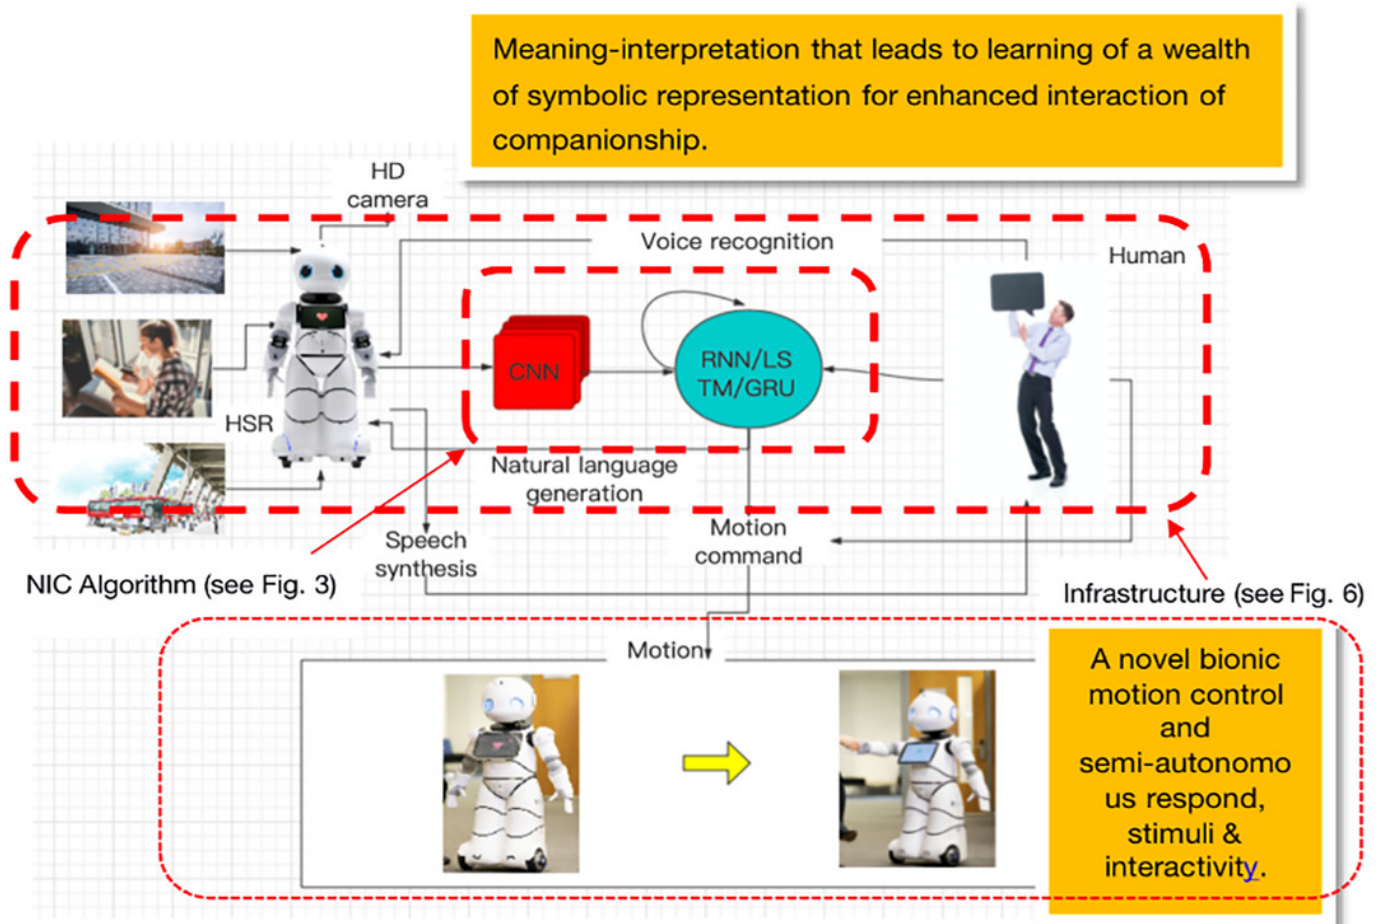 Meaning-interpretation that leads to learning of a wealth
of symbolic representation for enhanced interaction of
companionship.
HD
camera
Voice recognition
Human
CNN
RNN/LS
TM/GRU
HSR
Natural language
generation
Speech
synthesis
Motion
command
NIC Algorithm (see Fig. 3)
Infrastructure (see Fig. 6)
Motion
A novel bionic
motion control
and
semi-autonomo
us respond,
stimuli &
interactivity.